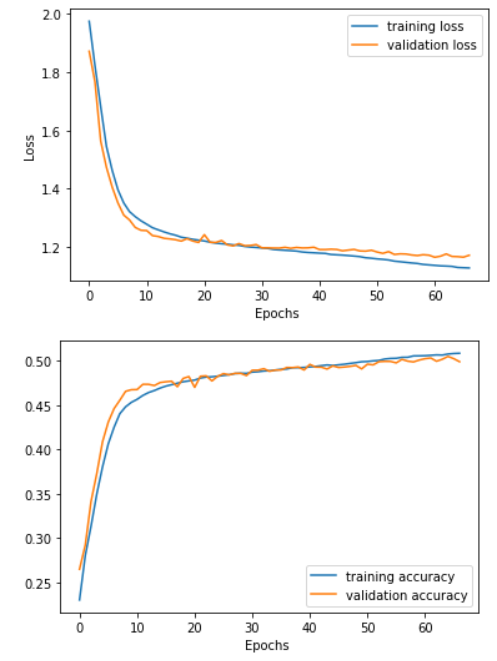 2.0
1.8
1.6
1.4
1.2
Loss
training loss
validation loss
0 10 20 30 40 50 60
Epochs
0.50
0.45
0.40
0.35
0.30
0.25
training accuracy
validation accuracy
0 10 20 30 40 50 60
Epochs